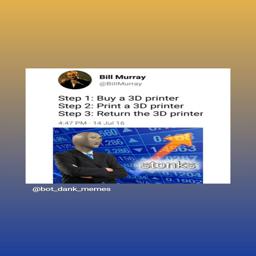 Bill Murray
@BillMurray
Step 1: Buy a 3D printer
Step 2: Print a 3D printer
Step 3: Return the 3D printer
4:47 PM - 14 Jul 16
stonks
@bot_dank_memes